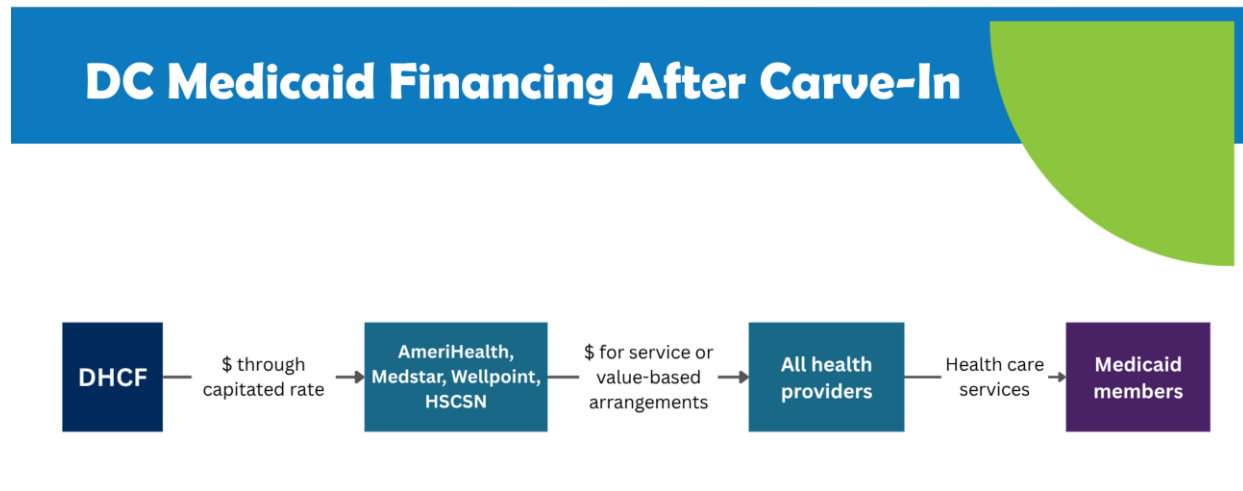 DC Medicaid Financing After Carve-In
DHCF
$ through
capitated rate
AmeriHealth,
Medstar, Wellpoint,
HSCSN
$ for service or
value-based
arrangements
All health
providers
Health care
services
Medicaid
members